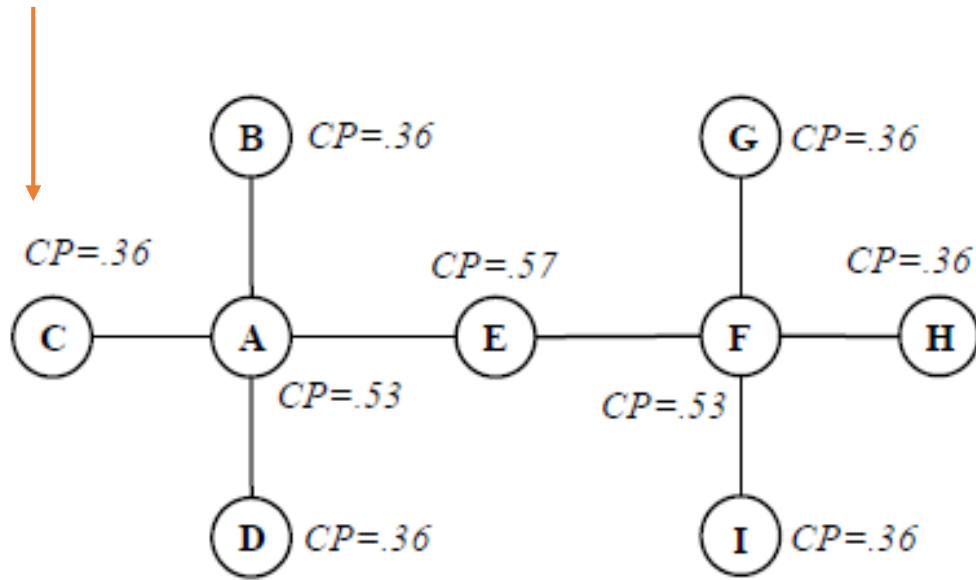 B CP=.36
G CP=.36
CP=.36
CP=.57
CP=.36
C A E F H
CP=.53
CP=.53
D CP=.36
I CP=.36